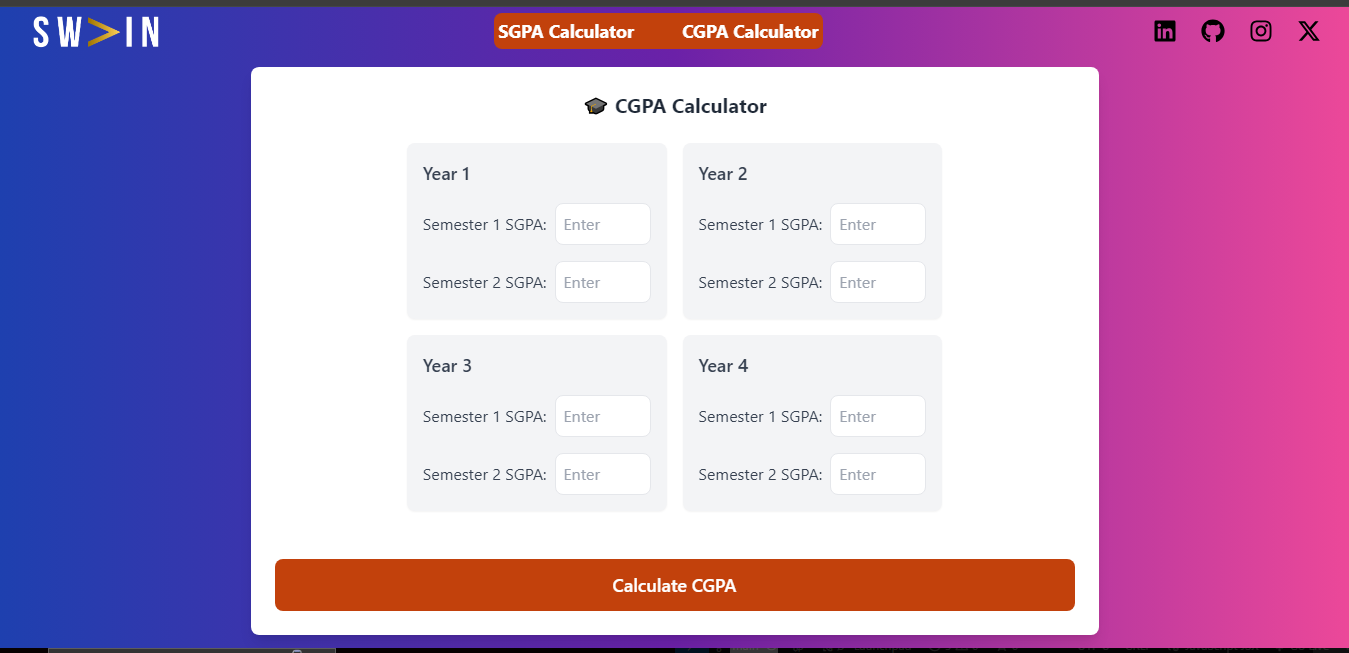 SW>IN
SGPA Calculator CGPA Calculator
in
🎓 CGPA Calculator
Year 1
Semester 1 SGPA: Enter
Semester 2 SGPA: Enter
Year 2
Semester 1 SGPA: Enter
Semester 2 SGPA: Enter
Year 3
Semester 1 SGPA: Enter
Semester 2 SGPA: Enter
Year 4
Semester 1 SGPA: Enter
Semester 2 SGPA: Enter
Calculate CGPA